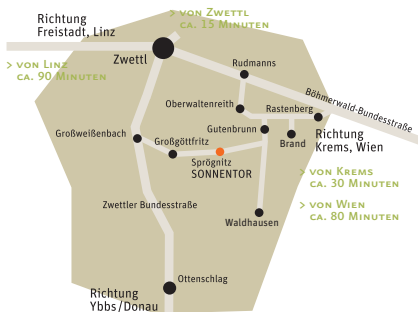 Richtung
Freistadt, Linz
> von Zwettl
ca. 15 Minuten
Zwettl
> von Linz
ca. 90 Minuten
Rudmanns
Böhmerwald-Bundesstraße
Oberwaltenreith
Rastenberg
Großweißenbach
Gutenbrunn
Großgöttfritz
Brand
Richtung
Krems, Wien
Sprögnitz
SONNENTOR
> von Krems
ca. 30 Minuten
Zwettler Bundesstraße
> von Wien
ca. 80 Minuten
Waldhausen
Ottenschlag
Richtung
Ybbs/Donau